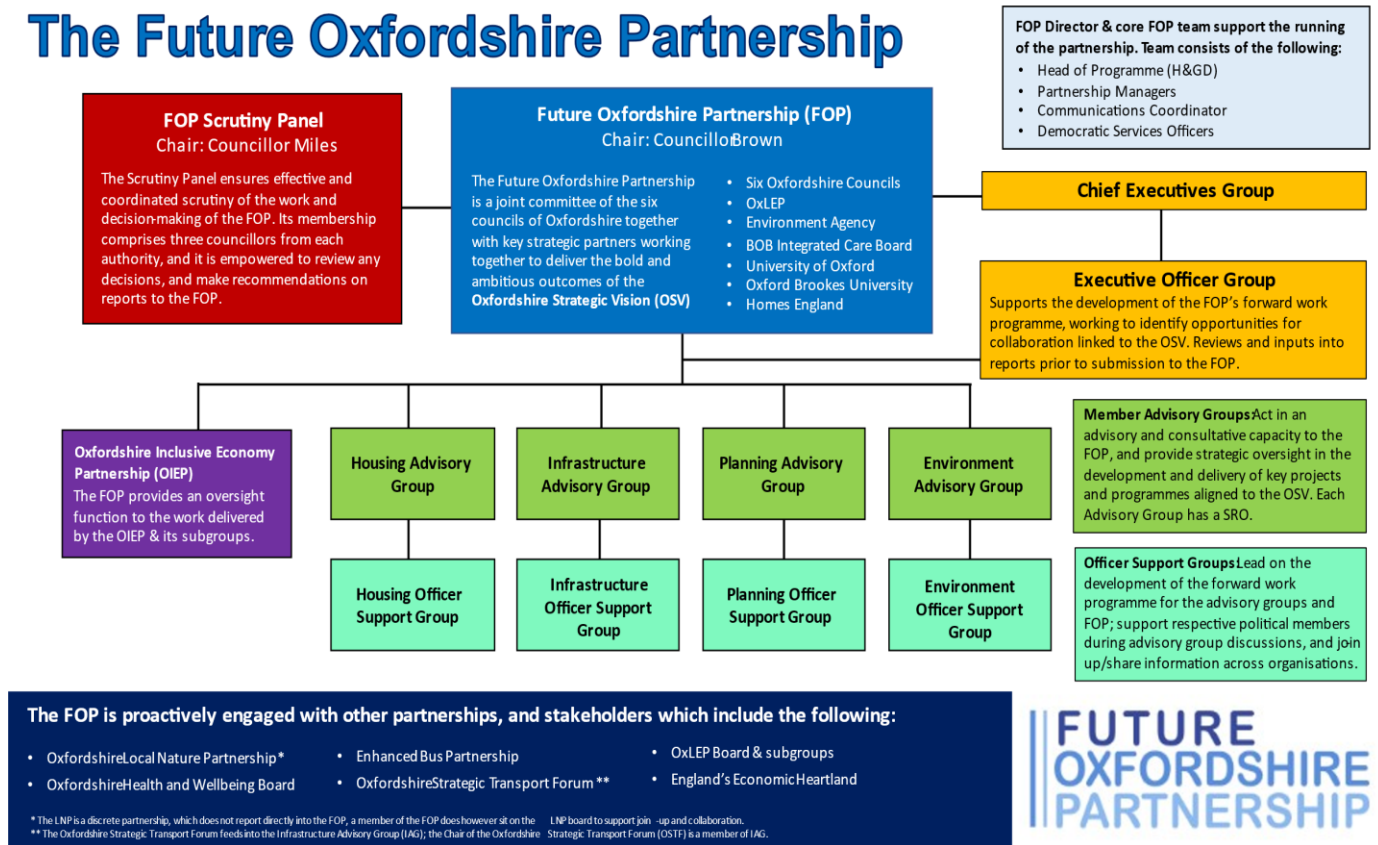 The Future Oxfordshire Partnership
FOP Director & core FOP team support the running
of the partnership. Team consists of the following:
• Head of Programme (H&GD)
• Partnership Managers
• Communications Coordinator
• Democratic Services Officers
FOP Scrutiny Panel
Chair: Councillor Miles
The Scrutiny Panel ensures effective and
coordinated scrutiny of the work and
decision-making of the FOP. Its membership
comprises three councillors from each
authority, and it is empowered to review any
decisions, and make recommendations on
reports to the FOP.
Future Oxfordshire Partnership (FOP)
Chair: Councillor Brown
The Future Oxfordshire Partnership
is a joint committee of the six
councils of Oxfordshire together
with key strategic partners working
together to deliver the bold and
ambitious outcomes of the
Oxfordshire Strategic Vision (OSV)
• Six Oxfordshire Councils
• OxLEP
• Environment Agency
• BOB Integrated Care Board
• University of Oxford
• Oxford Brookes University
• Homes England
Chief Executives Group
Executive Officer Group
Supports the development of the FOP's forward work
programme, working to identify opportunities for
collaboration linked to the OSV. Reviews and inputs into
reports prior to submission to the FOP.
Oxfordshire Inclusive Economy
Partnership (OIEP)
The FOP provides an oversight
function to the work delivered
by the OIEP & its subgroups.
Housing Advisory
Group
Infrastructure
Advisory Group
Planning Advisory
Group
Environment
Advisory Group
Member Advisory Groups: Act in an
advisory and consultative capacity to the
FOP, and provide strategic oversight in the
development and delivery of key projects
and programmes aligned to the OSV. Each
Advisory Group has a SRO.
Housing Officer
Support Group
Infrastructure
Officer Support
Group
Planning Officer
Support Group
Environment
Officer Support
Group
Officer Support Groups: Lead on the
development of the forward work
programme for the advisory groups and
FOP; support respective political members
during advisory group discussions, and join
up/share information across organisations.
The FOP is proactively engaged with other partnerships, and stakeholders which include the following:
• Oxfordshire Local Nature Partnership*
• Oxfordshire Health and Wellbeing Board
• Enhanced Bus Partnership
• Oxfordshire Strategic Transport Forum **
• OxLEP Board & subgroups
• England's Economic Heartland
* The LNP is a discrete partnership, which does not report directly into the FOP, a member of the FOP does however sit on the LNP board to support join -up and collaboration.
** The Oxfordshire Strategic Transport Forum feeds into the Infrastructure Advisory Group (IAG); the Chair of the Oxfordshire Strategic Transport Forum (OSTF) is a member of IAG.
FUTURE
OXFORDSHIRE
PARTNERSHIP